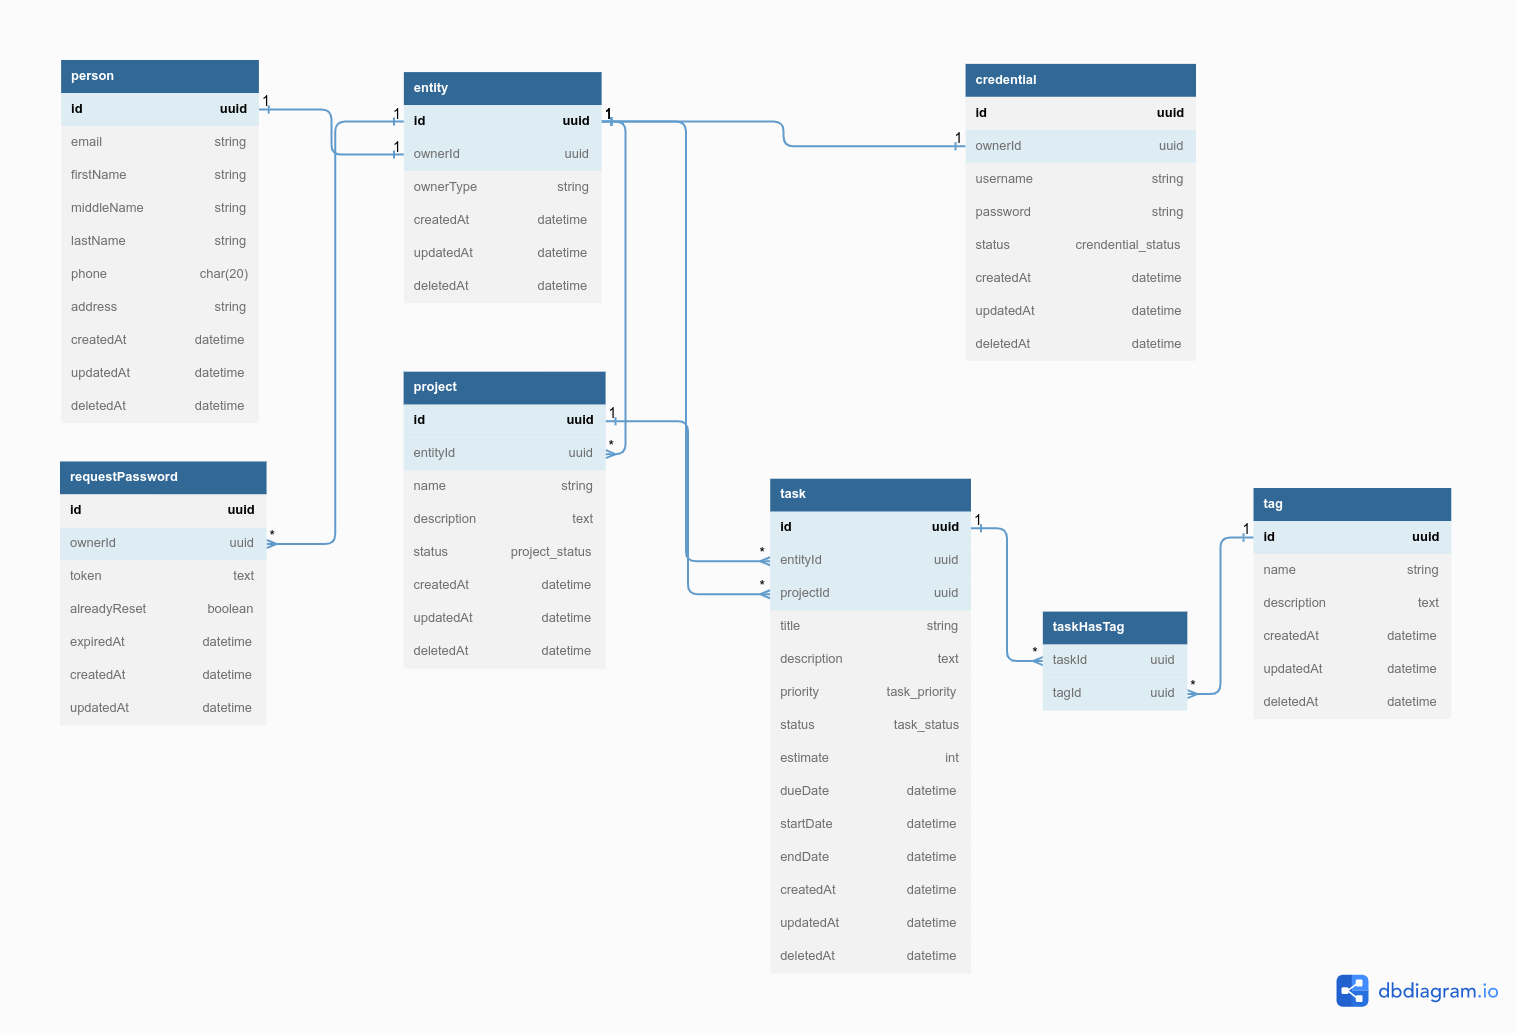 person
id uuid
email string
firstName string
middleName string
lastName string
phone char(20)
address string
createdAt datetime
updatedAt datetime
deletedAt datetime
1
entity
id uuid
ownerId uuid
ownerType string
createdAt datetime
updatedAt datetime
deletedAt datetime
1
1
1
credential
id uuid
ownerId uuid
username string
password string
status crendential_status
createdAt datetime
updatedAt datetime
deletedAt datetime
1
project
id uuid
entityId uuid
name string
description text
status project_status
createdAt datetime
updatedAt datetime
deletedAt datetime
1
*
requestPassword
id uuid
ownerId uuid
token text
alreadyReset boolean
expiredAt datetime
createdAt datetime
updatedAt datetime
*
task
id uuid
entityId uuid
projectId uuid
title string
description text
priority task_priority
status task_status
estimate int
dueDate datetime
startDate datetime
endDate datetime
createdAt datetime
updatedAt datetime
deletedAt datetime
*
*
1
taskHasTag
taskId uuid
tagId uuid
*
*
tag
id uuid
name string
description text
createdAt datetime
updatedAt datetime
deletedAt datetime
1
dbdiagram.io